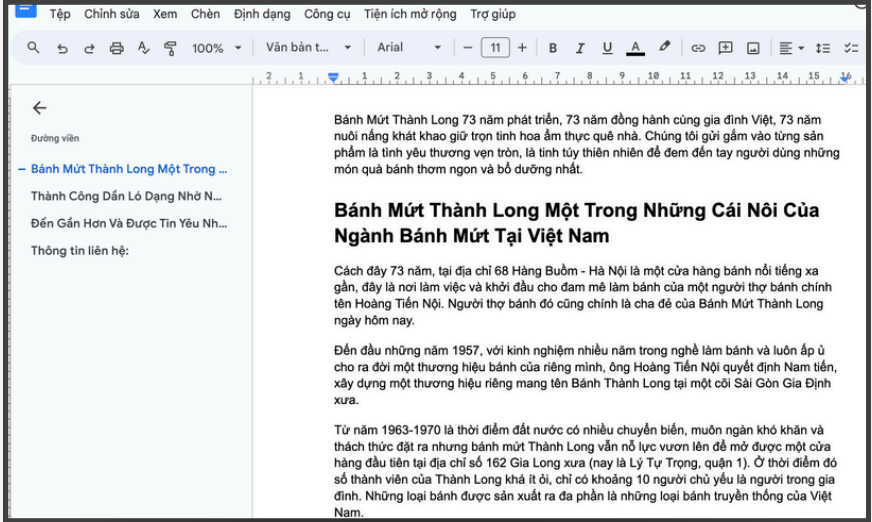 Tệp Chỉnh sửa Xem Chèn Định dạng Công cụ Tiện ích mở rộng Trợ giúp
100% Văn bản t... Arial 11 B I U A
2 1 1 2 3 4 5 6 7 8 9 10 11 12 13 14 15 16
Đường viền
Bánh Mứt Thành Long Một Trong ...
Thành Công Dần Ló Dạng Nhờ N...
Đến Gần Hơn Và Được Tin Yêu Nh...
Thông tin liên hệ:
Bánh Mứt Thành Long 73 năm phát triển, 73 năm đồng hành cùng gia đình Việt, 73 năm
nuôi nấng khát khao giữ trọn tinh hoa ẩm thực quê nhà. Chúng tôi gửi gắm vào từng sản
phẩm là tình yêu thương vẹn tròn, là tinh túy thiên nhiên để đem đến tay người dùng những
món quà bánh thơm ngon và bổ dưỡng nhất.
Bánh Mứt Thành Long Một Trong Những Cái Nôi Của
Ngành Bánh Mứt Tại Việt Nam
Cách đây 73 năm, tại địa chỉ 68 Hàng Buồm - Hà Nội là một cửa hàng bánh nổi tiếng xa
gần, đây là nơi làm việc và khởi đầu cho đam mê làm bánh của một người thợ bánh chính
tên Hoàng Tiến Nội. Người thợ bánh đó cũng chính là cha đẻ của Bánh Mứt Thành Long
ngày hôm nay.
Đến đầu những năm 1957, với kinh nghiệm nhiều năm trong nghề làm bánh và luôn ấp ủ
cho ra đời một thương hiệu bánh của riêng mình, ông Hoàng Tiến Nội quyết định Nam tiến,
xây dựng một thương hiệu riêng mang tên Bánh Thành Long tại một cõi Sài Gòn Gia Định
xưa.
Từ năm 1963-1970 là thời điểm đất nước có nhiều chuyển biến, muôn ngàn khó khăn và
thách thức đặt ra nhưng bánh mứt Thành Long vẫn nỗ lực vươn lên để mở được một cửa
hàng đầu tiên tại địa chỉ số 162 Gia Long xưa (nay là Lý Tự Trọng, quận 1). Ở thời điểm đó
số thành viên của Thành Long khá ít ỏi, chỉ có khoảng 10 người chủ yếu là người trong gia
đình. Những loại bánh được sản xuất ra đa phần là những loại bánh truyền thống của Việt
Nam.